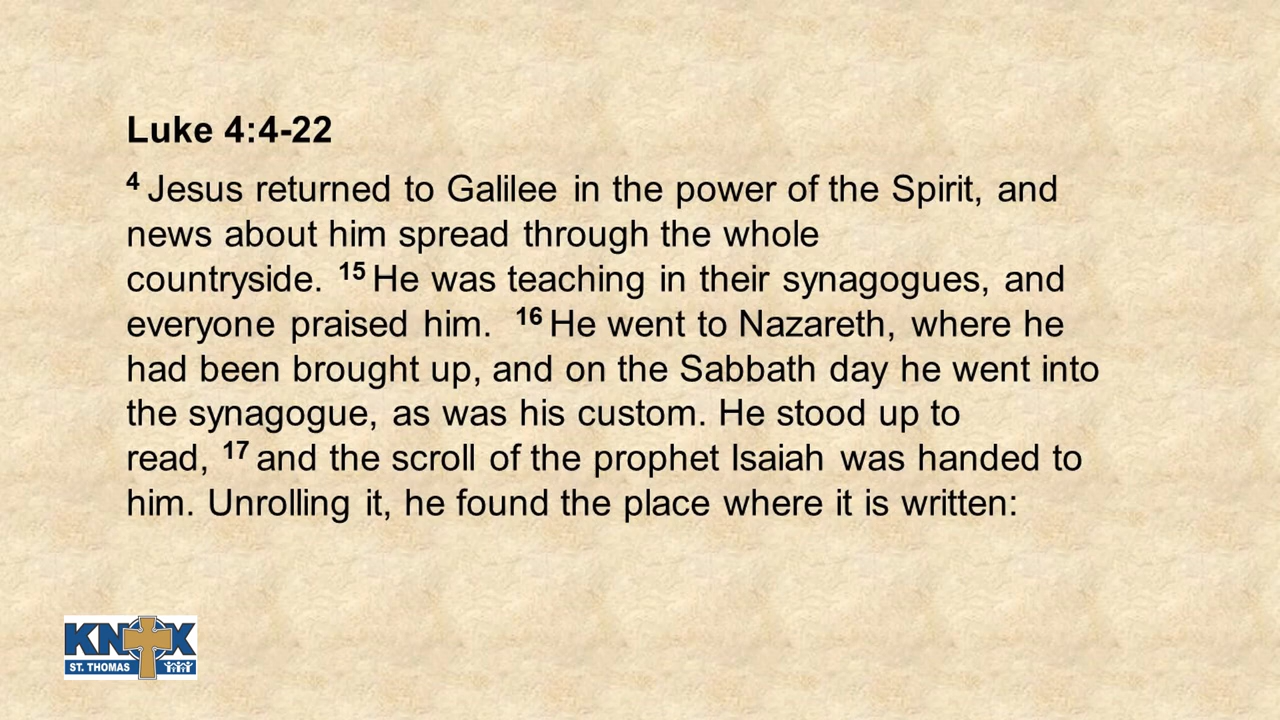 Luke 4:4-22
4 Jesus returned to Galilee in the power of the Spirit, and
news about him spread through the whole
countryside. 15 He was teaching in their synagogues, and
everyone praised him. 16 He went to Nazareth, where he
had been brought up, and on the Sabbath day he went into
the synagogue, as was his custom. He stood up to
read, 17 and the scroll of the prophet Isaiah was handed to
him. Unrolling it, he found the place where it is written:
KNOX
ST. THOMAS